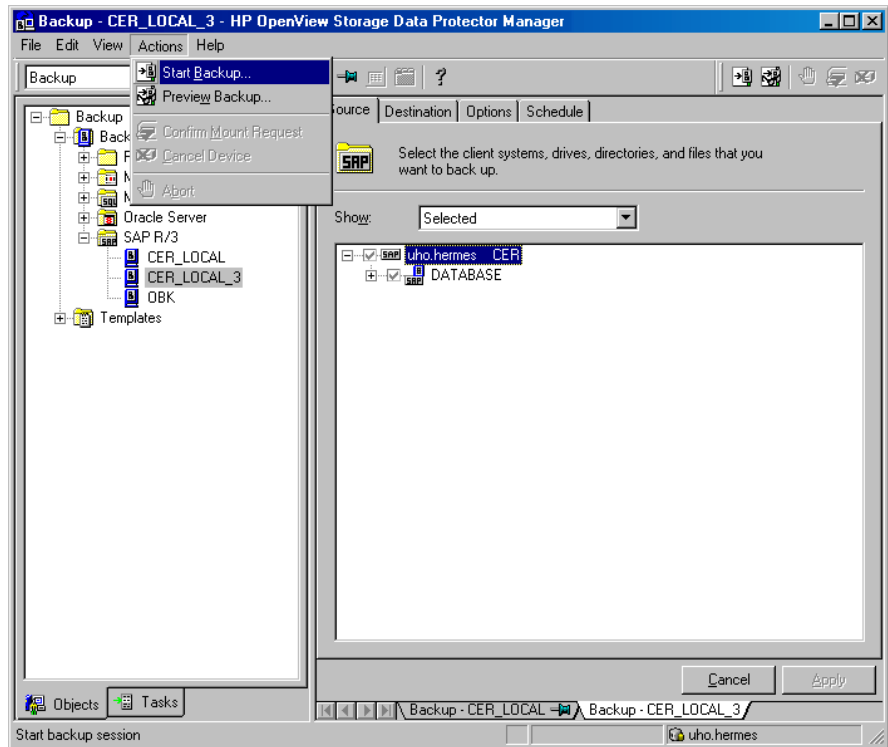 Backup - CER_LOCAL_3 - HP OpenView Storage Data Protector Manager
File Edit View Actions Help
Backup
Start Backup...
Preview Backup...
Confirm Mount Request
Cancel Device
Abort
Backup
Back
Oracle Server
SAP R/3
CER_LOCAL
CER_LOCAL_3
OBK
Templates
Objects
Tasks
ource Destination Options Schedule
SAP
Select the client systems, drives, directories, and files that you
want to back up.
Show: Selected
uho.hermes CER
DATABASE
Cancel Apply
Backup - CER_LOCAL Backup - CER_LOCAL_3
Start backup session
uho.hermes